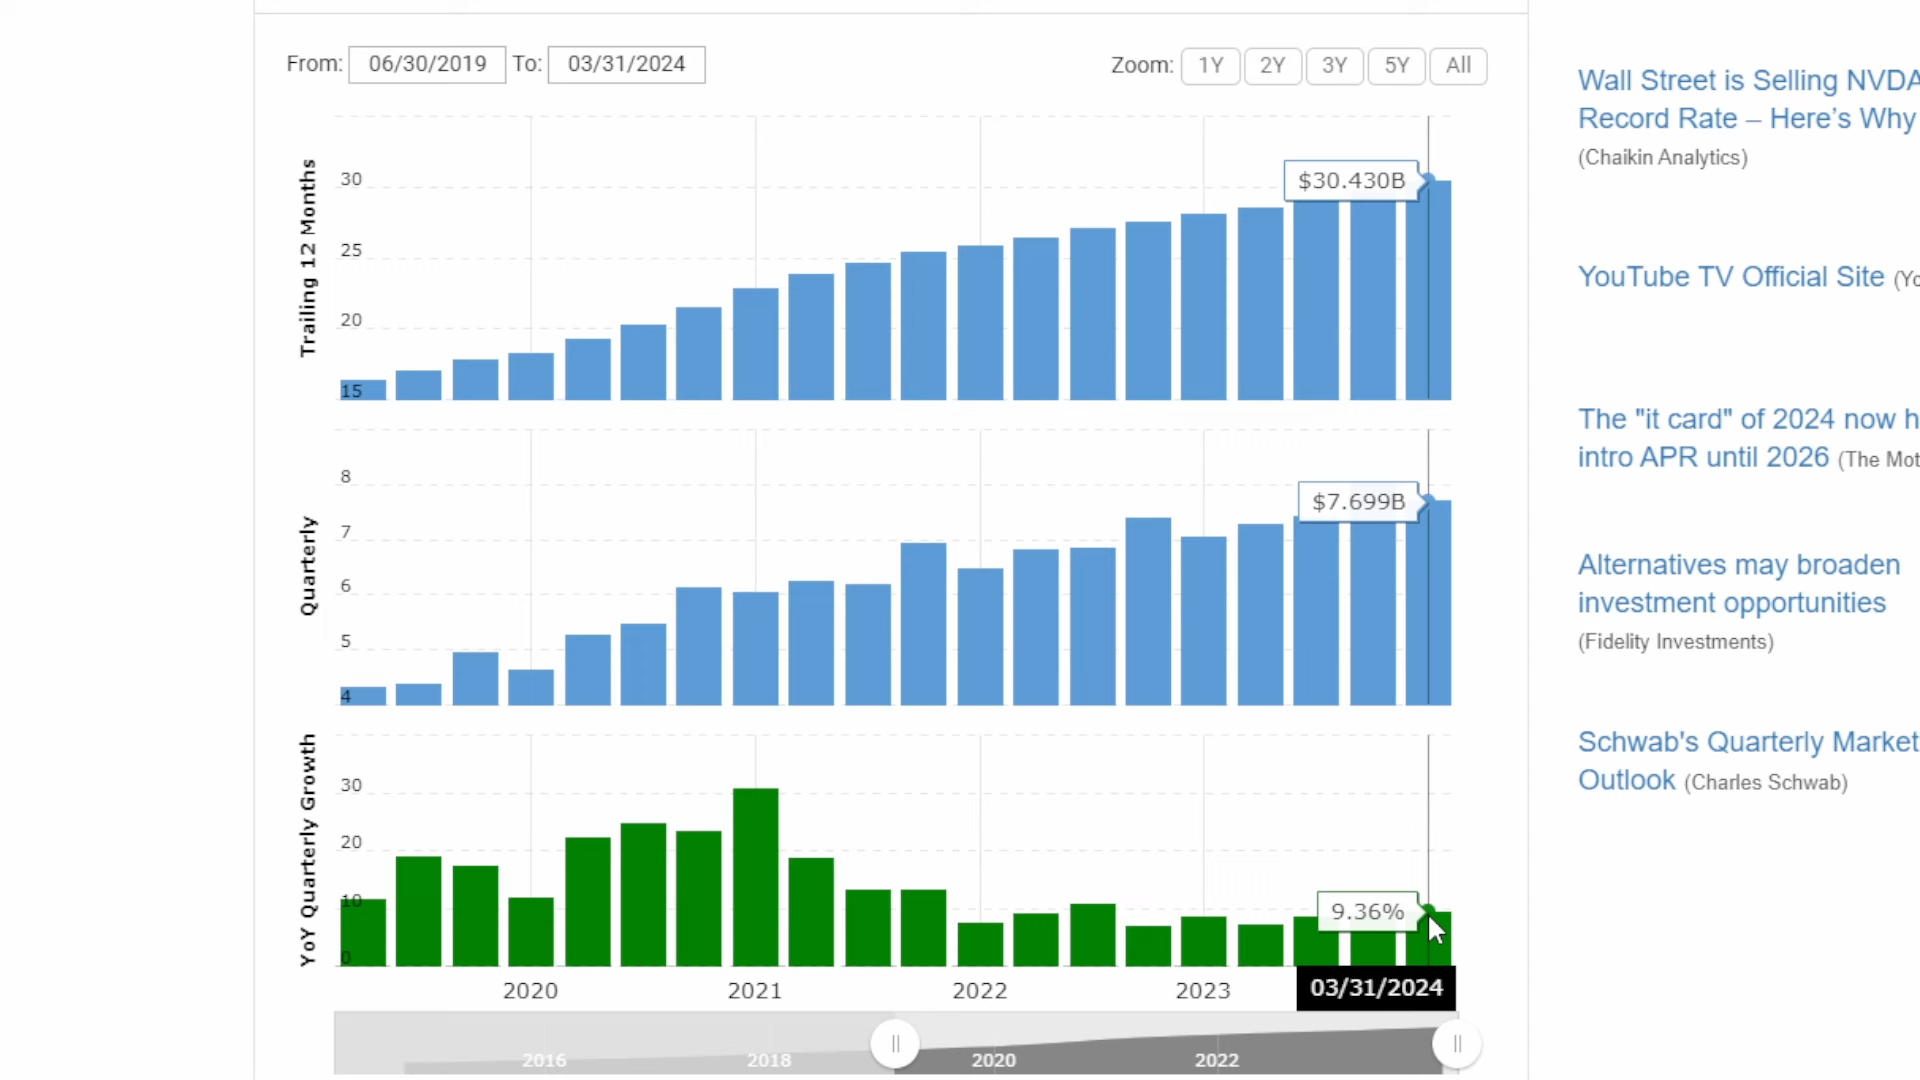 From: 06/30/2019 To: 03/31/2024
Zoom: 1Y 2Y 3Y 5Y All
Trailing 12 Months
30
25
20
15
$30.430B
Quarterly
8
7
6
5
4
$7.699B
YoY Quarterly Growth
30
20
10
0
9.36%
2020 2021 2022 2023 03/31/2024
2016 2018 2020 2022
Wall Street is Selling NVDA
Record Rate – Here’s Why
(Chaikin Analytics)
YouTube TV Official Site (Yo
The "it card" of 2024 now h
intro APR until 2026 (The Mot
Alternatives may broaden
investment opportunities
(Fidelity Investments)
Schwab's Quarterly Market
Outlook (Charles Schwab)